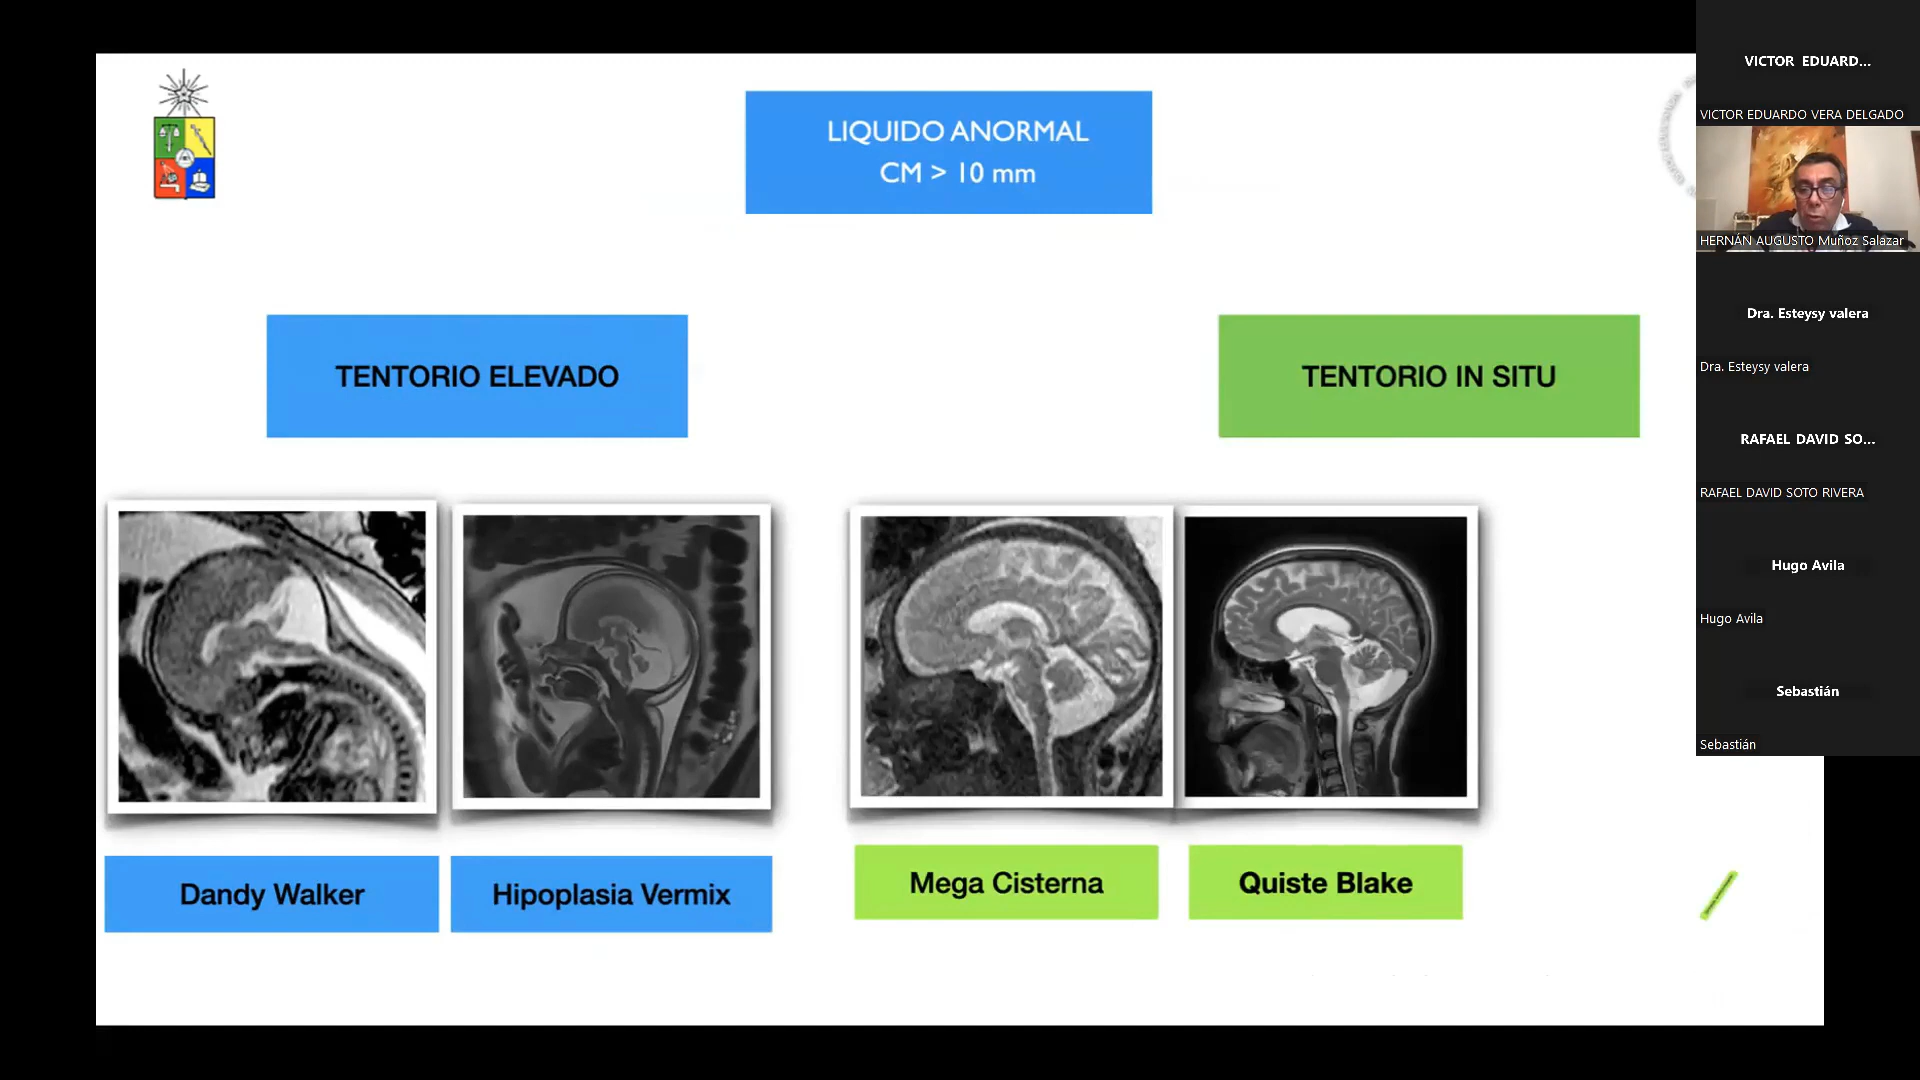 LIQUIDO ANORMAL
CM > 10 mm
TENTORIO ELEVADO
TENTORIO IN SITU
Dandy Walker
Hipoplasia Vermix
Mega Cisterna
Quiste Blake
VICTOR EDUARD...
VICTOR EDUARDO VERA DELGADO
HERNÁN AUGUSTO Muñoz Salazar
Dra. Esteysy valera
Dra. Esteysy valera
RAFAEL DAVID SO...
RAFAEL DAVID SOTO RIVERA
Hugo Avila
Hugo Avila
Sebastián
Sebastián